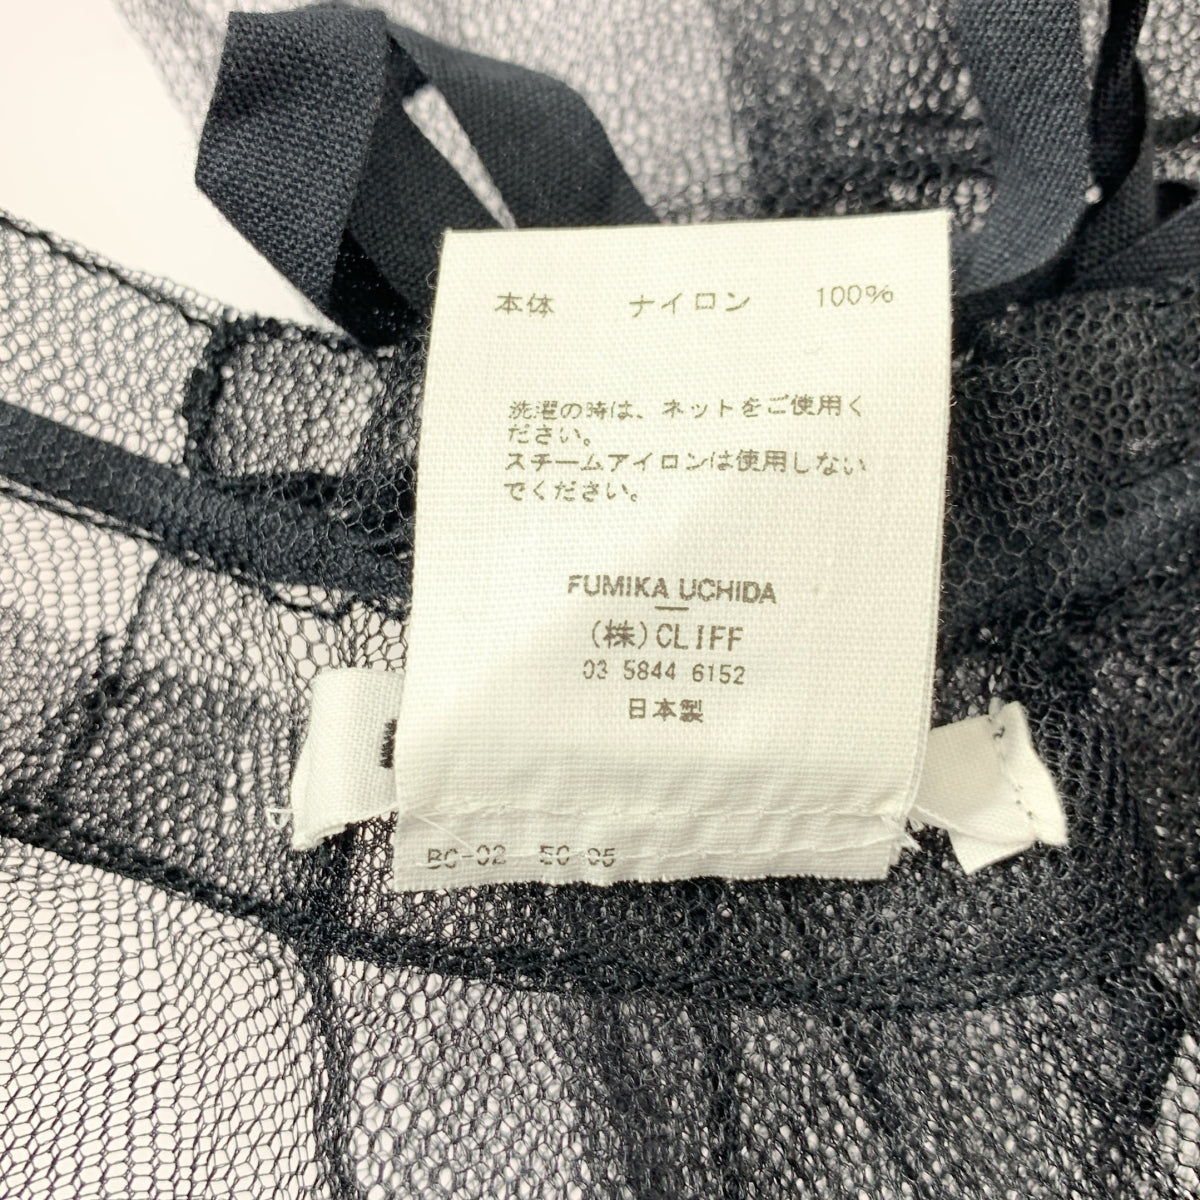 本体 ナイロン 100%
洗濯の時は、ネットをご使用く
ださい。
スチームアイロンは使用しない
でください。
FUMIKA UCHIDA
(株)CLIFF
03 5844 6152
日本製